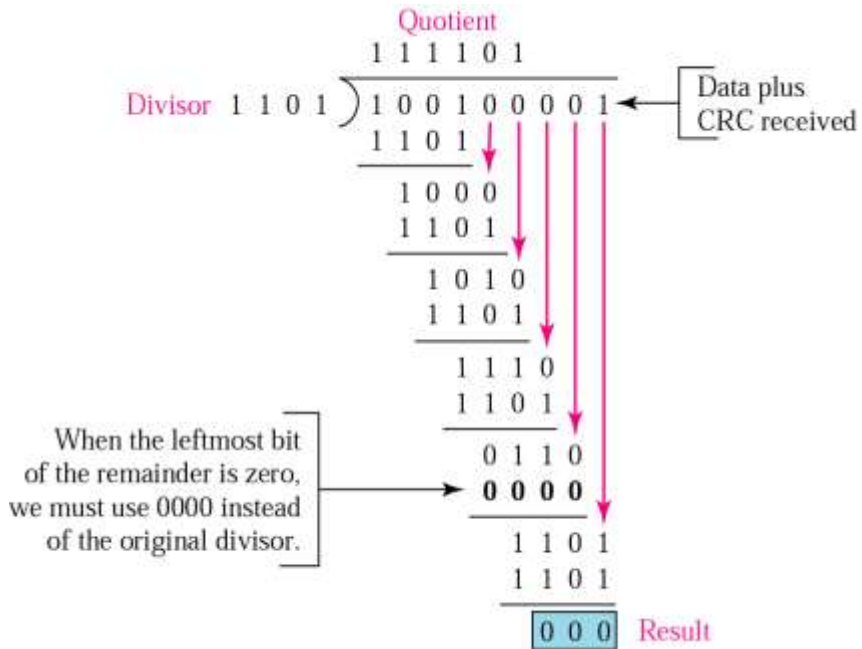 Quotient
1 1 1 1 0 1
Divisor 1 1 0 1 1 0 0 1 0 0 0 0 1
Data plus
CRC received
1 1 0 1
1 0 0 0
1 1 0 1
1 0 1 0
1 1 0 1
1 1 1 0
1 1 0 1
When the leftmost bit
of the remainder is zero,
we must use 0000 instead
of the original divisor.
0 1 1 0
0 0 0 0
1 1 0 1
1 1 0 1
0 0 0 Result